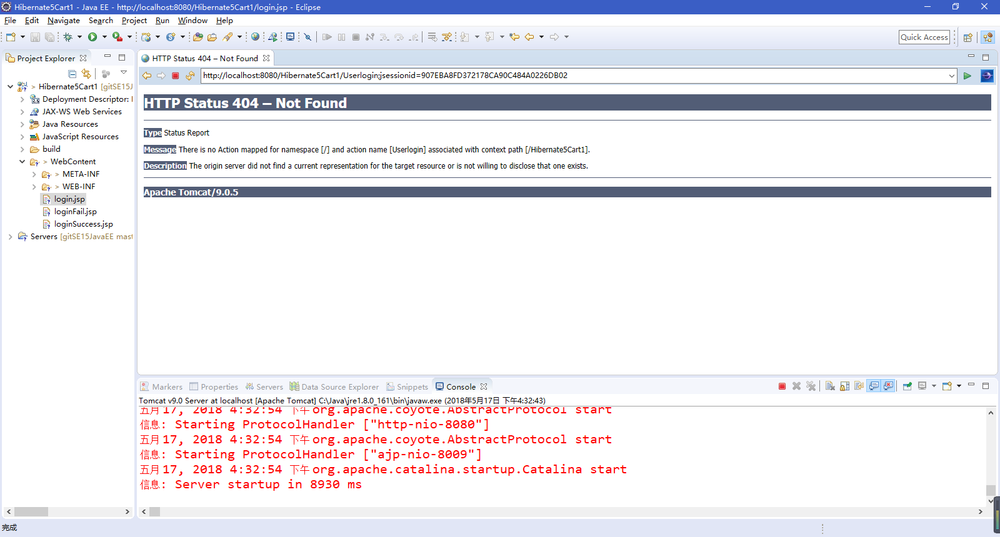 Hibernate5Cart1 - Java EE - http://localhost:8080/Hibernate5Cart1/login.jsp - Eclipse
File Edit Navigate Search Project Run Window Help
Quick Access
Project Explorer
HTTP Status 404 – Not Found
http://localhost:8080/Hibernate5Cart1/Userlogin;jsessionid=907EBA8FD372178CA90C484A0226DB02
> Hibernate5Cart1 [gitSE15J
Deployment Descriptor:
JAX-WS Web Services
Java Resources
JavaScript Resources
build
> WebContent
> META-INF
> WEB-INF
login.jsp
loginFail.jsp
loginSuccess.jsp
Servers [gitSE15JavaEE mast
HTTP Status 404 – Not Found
Type Status Report
Message There is no Action mapped for namespace [/] and action name [Userlogin] associated with context path [/Hibernate5Cart1].
Description The origin server did not find a current representation for the target resource or is not willing to disclose that one exists.
Apache Tomcat/9.0.5
Markers Properties Servers Data Source Explorer Snippets Console
Tomcat v9.0 Server at localhost [Apache Tomcat] C:\Java\jre1.8.0_161\bin\javaw.exe (2018年5月17日 下午4:32:43)
五月 17, 2018 4:32:54 下午 org.apache.coyote.AbstractProtocol start
信息: Starting ProtocolHandler ["http-nio-8080"]
五月 17, 2018 4:32:54 下午 org.apache.coyote.AbstractProtocol start
信息: Starting ProtocolHandler ["ajp-nio-8009"]
五月 17, 2018 4:32:54 下午 org.apache.catalina.startup.Catalina start
信息: Server startup in 8930 ms
完成